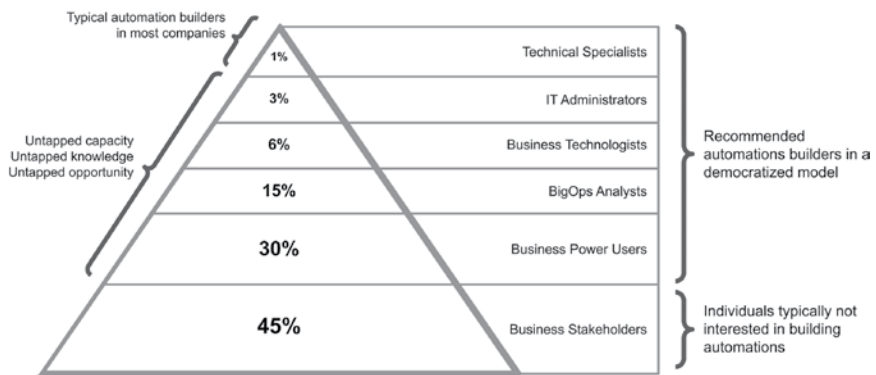 Typical automation builders
in most companies
1%
Technical Specialists
3%
IT Administrators
Untapped capacity
Untapped knowledge
Untapped opportunity
6%
Business Technologists
Recommended
automations builders in a
democratized model
15%
BigOps Analysts
30%
Business Power Users
45%
Business Stakeholders
Individuals typically not
interested in building
automations